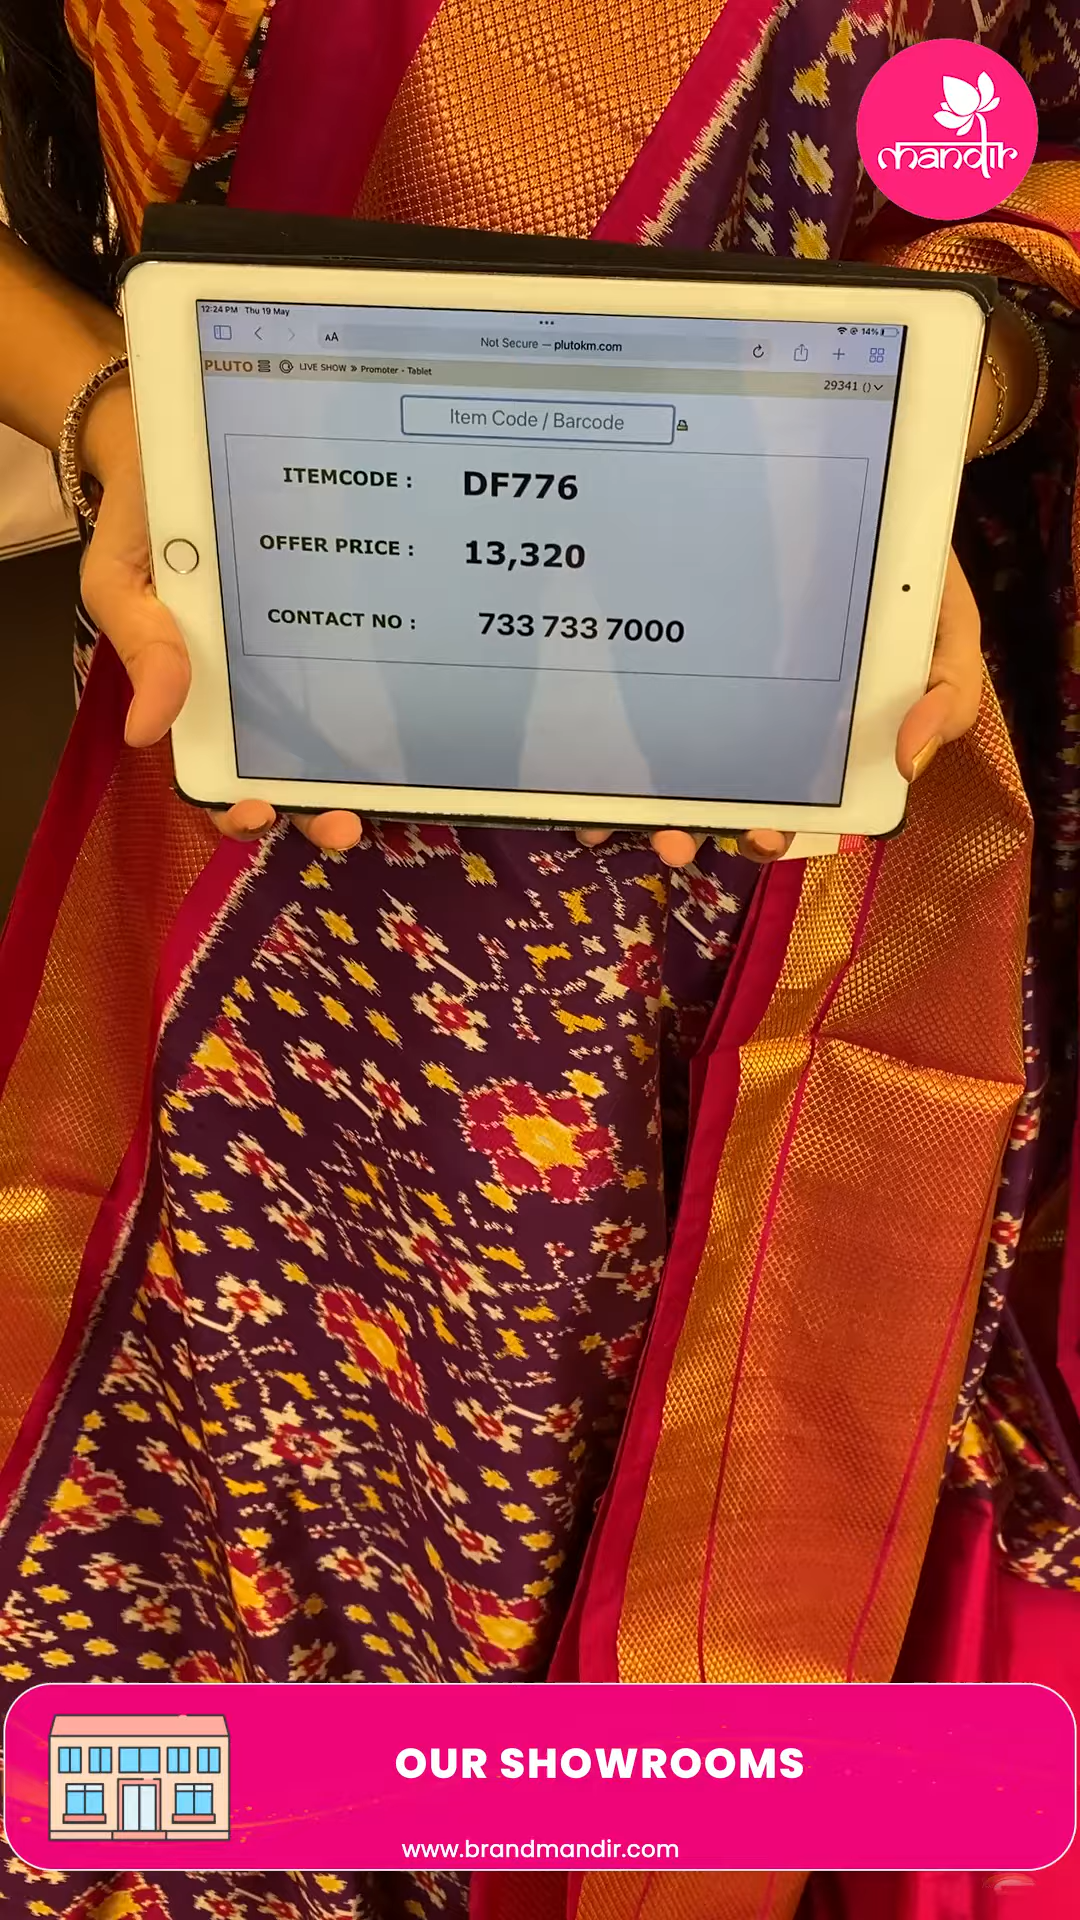 mandir
12:24 PM Thu 19 May
14%
AA
Not Secure — plutokm.com
PLUTO
LIVE SHOW » Promoter - Tablet
29341 ()
Item Code / Barcode
ITEMCODE : DF776
OFFER PRICE : 13,320
CONTACT NO : 733 733 7000
OUR SHOWROOMS
www.brandmandir.com